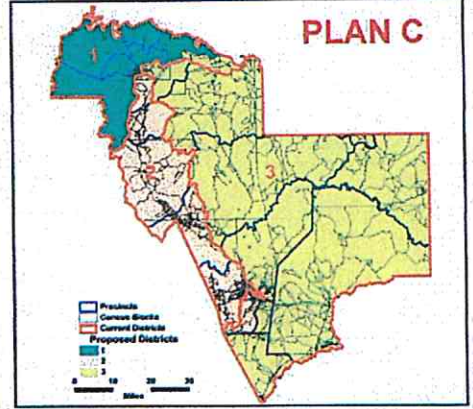 PLAN C
1
2
3
Precincts
Census Blocks
Current Districts
Proposed Districts
1
2
3
0 10 20 30
Miles